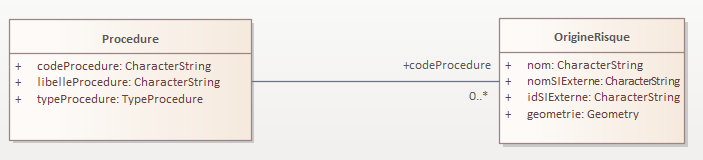 Procedure
+ codeProcedure: CharacterString
+ libelleProcedure: CharacterString
+ typeProcedure: TypeProcedure
+codeProcedure
0..*
OrigineRisque
+ nom: CharacterString
+ nomSIExterne: CharacterString
+ idSIExterne: CharacterString
+ geometrie: Geometry